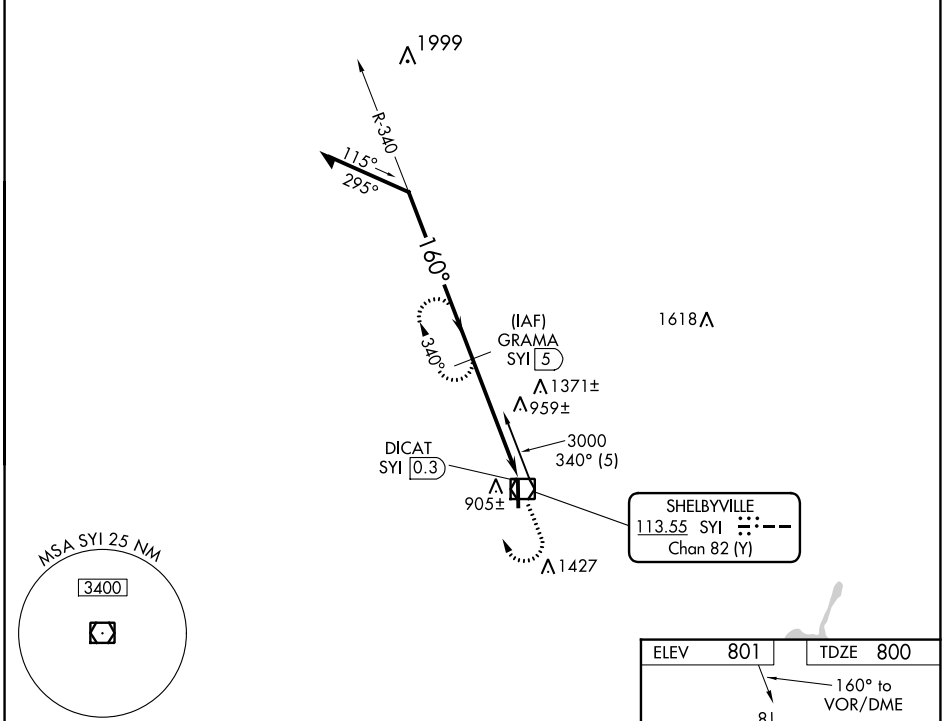 1999
R-340
115°
295°
160°
(IAF)
GRAMA
SYI 5
340°
1618
1371±
959±
3000
340° (5)
DICAT
SYI 0.3
905±
SHELBYVILLE
113.55 SYI
Chan 82 (Y)
1427
MSA SYI 25 NM
3400
ELEV 801
TDZE 800
160° to
VOR/DME